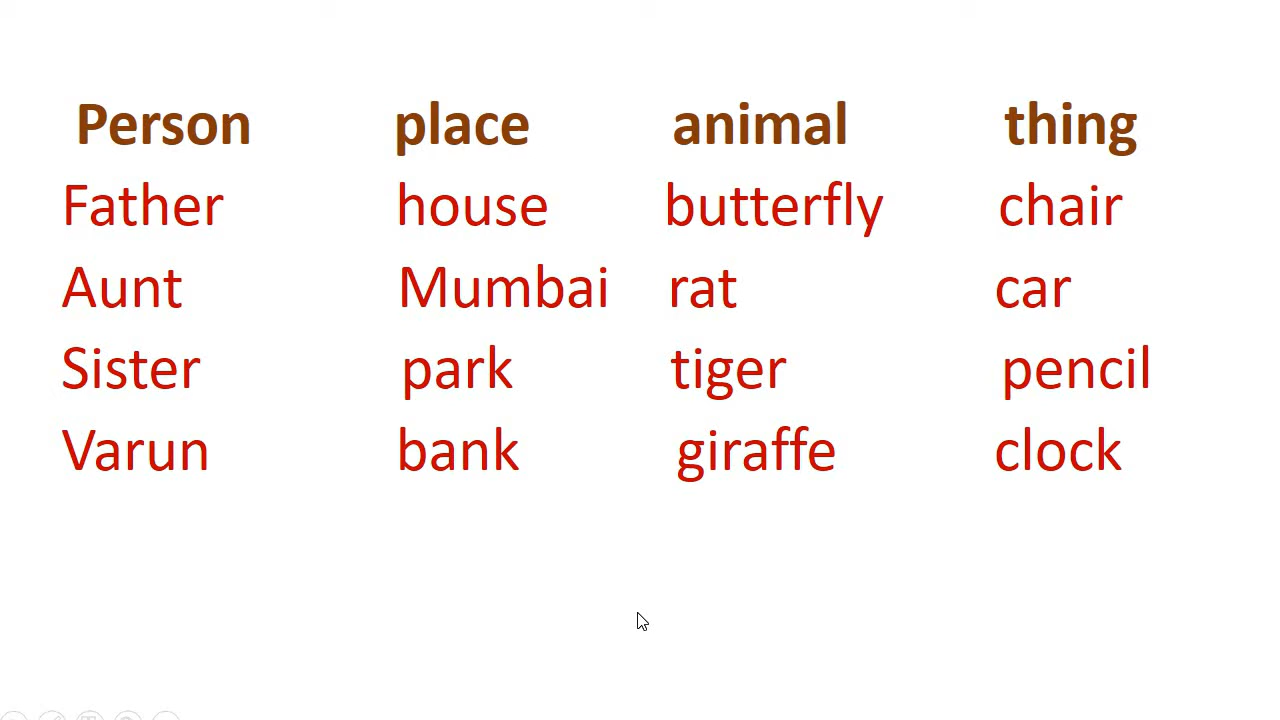 Person place animal thing
Father house butterfly chair
Aunt Mumbai rat car
Sister park tiger pencil
Varun bank giraffe clock